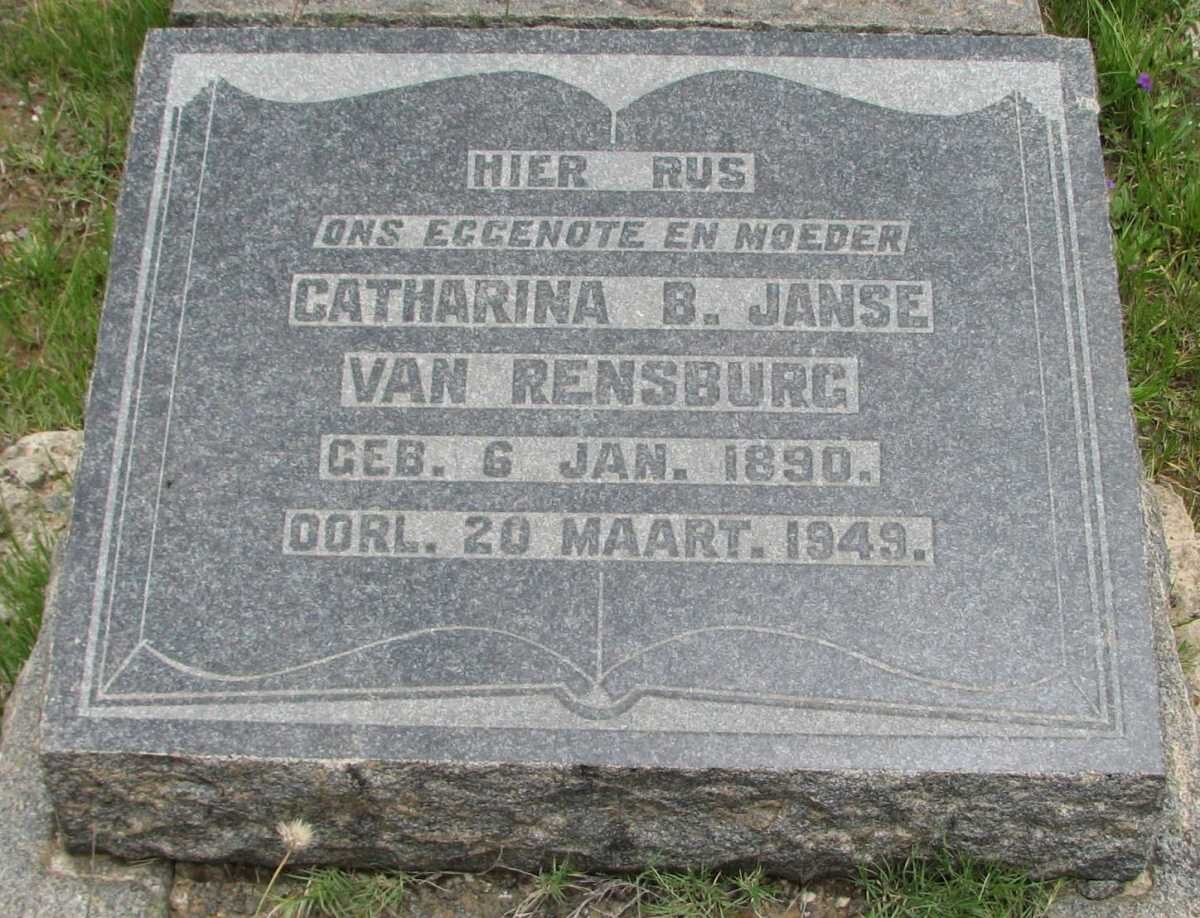 HIER RUS
ONS EGGENOTE EN MOEDER
CATHARINA B. JANSE
VAN RENSBURG
GEB. 6 JAN. 1890.
OORL. 20 MAART. 1949.